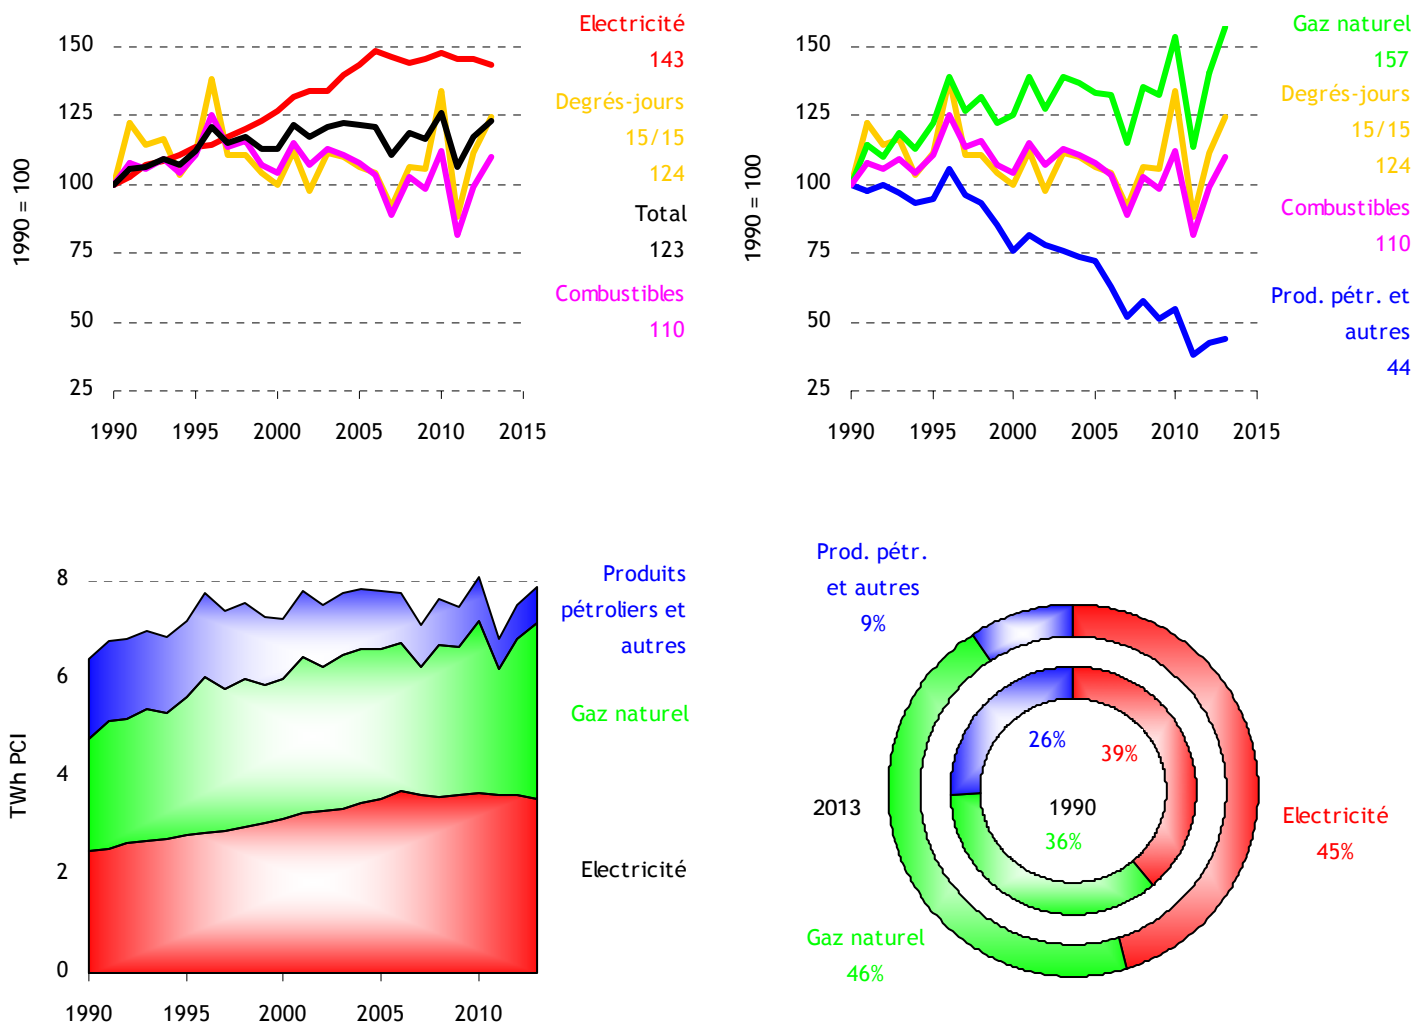 Electricité
143
Degrés-jours
15/15
124
Total
123
Combustibles
110
1990 = 100
150
125
100
75
50
25
1990 1995 2000 2005 2010 2015
Gaz naturel
157
Degrés-jours
15/15
124
Combustibles
110
Prod. pétr. et
autres
44
1990 = 100
150
125
100
75
50
25
1990 1995 2000 2005 2010 2015
Produits
pétroliers et
autres
Gaz naturel
Electricité
TWh PCI
8
6
4
2
0
1990 1995 2000 2005 2010
Prod. pétr.
et autres
9%
26%
39%
2013
1990
36%
Electricité
45%
Gaz naturel
46%